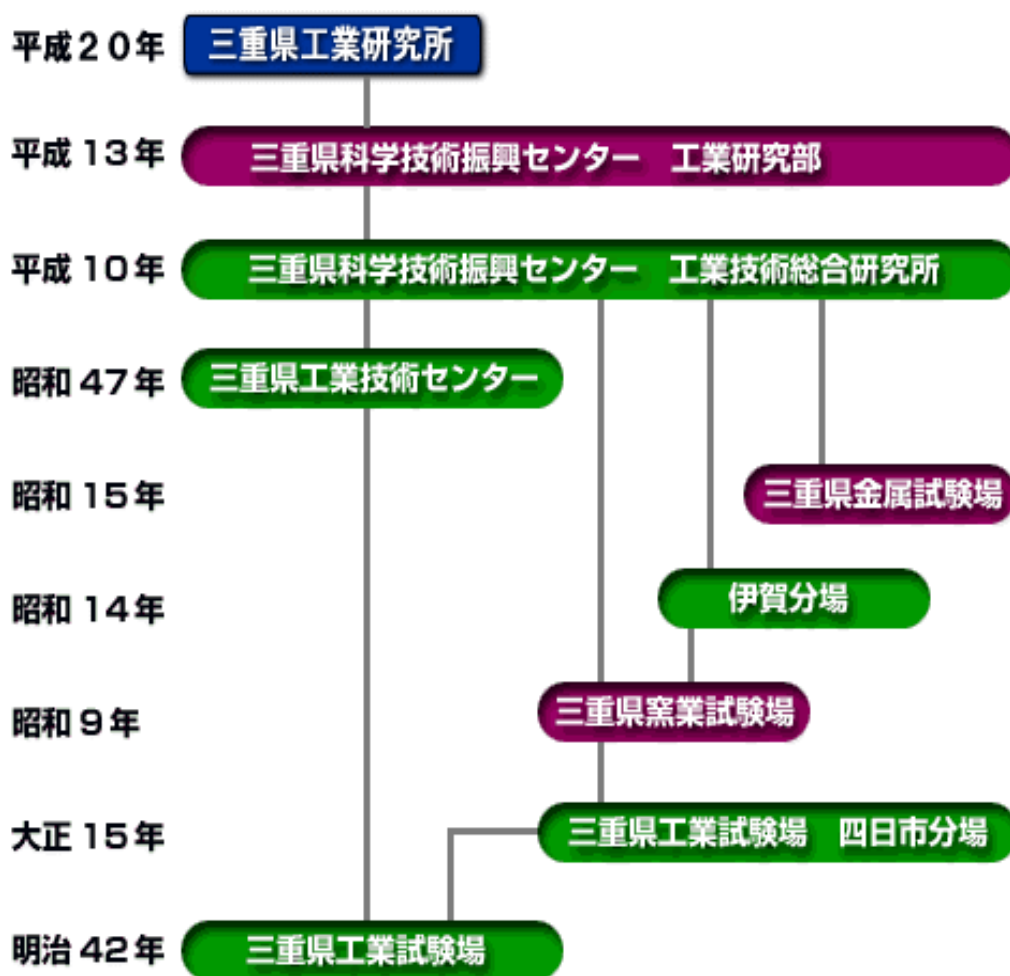 平成20年 三重県工業研究所
平成13年 三重県科学技術振興センター 工業研究部
平成10年 三重県科学技術振興センター 工業技術総合研究所
昭和47年 三重県工業技術センター
昭和15年 三重県金属試験場
昭和14年 伊賀分場
昭和9年 三重県窯業試験場
大正15年 三重県工業試験場 四日市分場
明治42年 三重県工業試験場